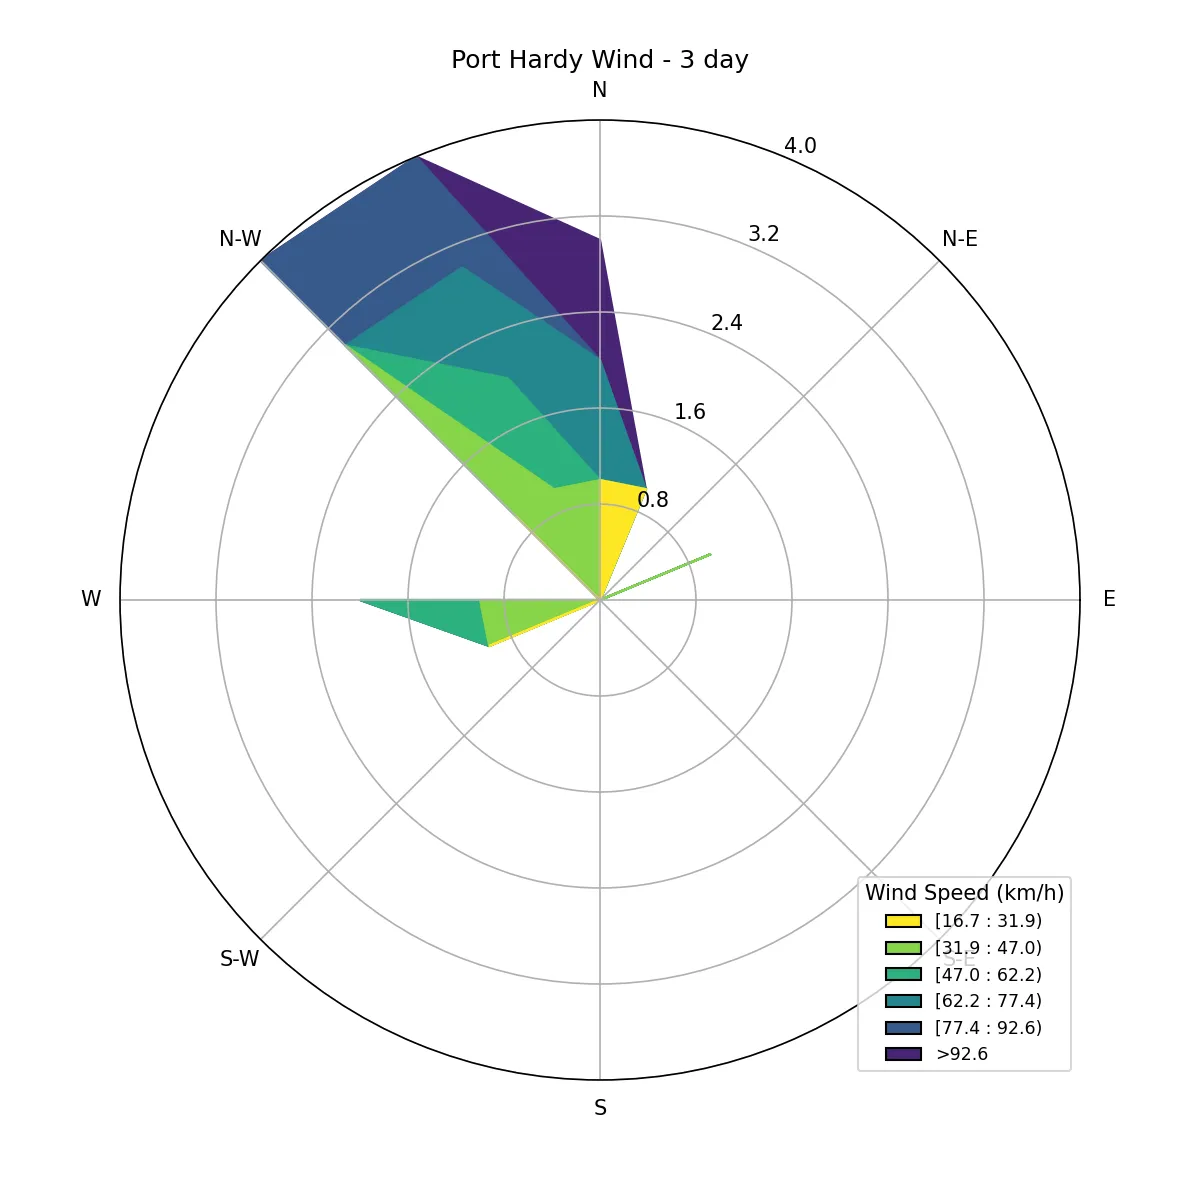 Port Hardy Wind - 3 day
N
4.0
3.2
N-W
N-E
2.4
1.6
0.8
W
E
Wind Speed (km/h)
[16.7 : 31.9)
[31.9 : 47.0)
S-W
S-E
[47.0 : 62.2)
[62.2 : 77.4)
[77.4 : 92.6)
>92.6
S